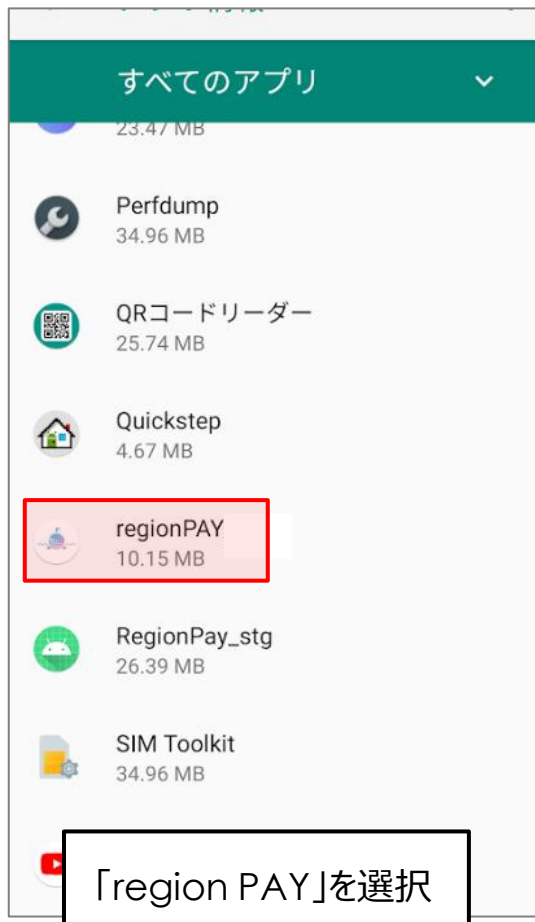 すべてのアプリ
23.47 MB
Perfdump
34.96 MB
QRコードリーダー
25.74 MB
Quickstep
4.67 MB
regionPAY
10.15 MB
RegionPay_stg
26.39 MB
SIM Toolkit
34.96 MB
「region PAY」を選択